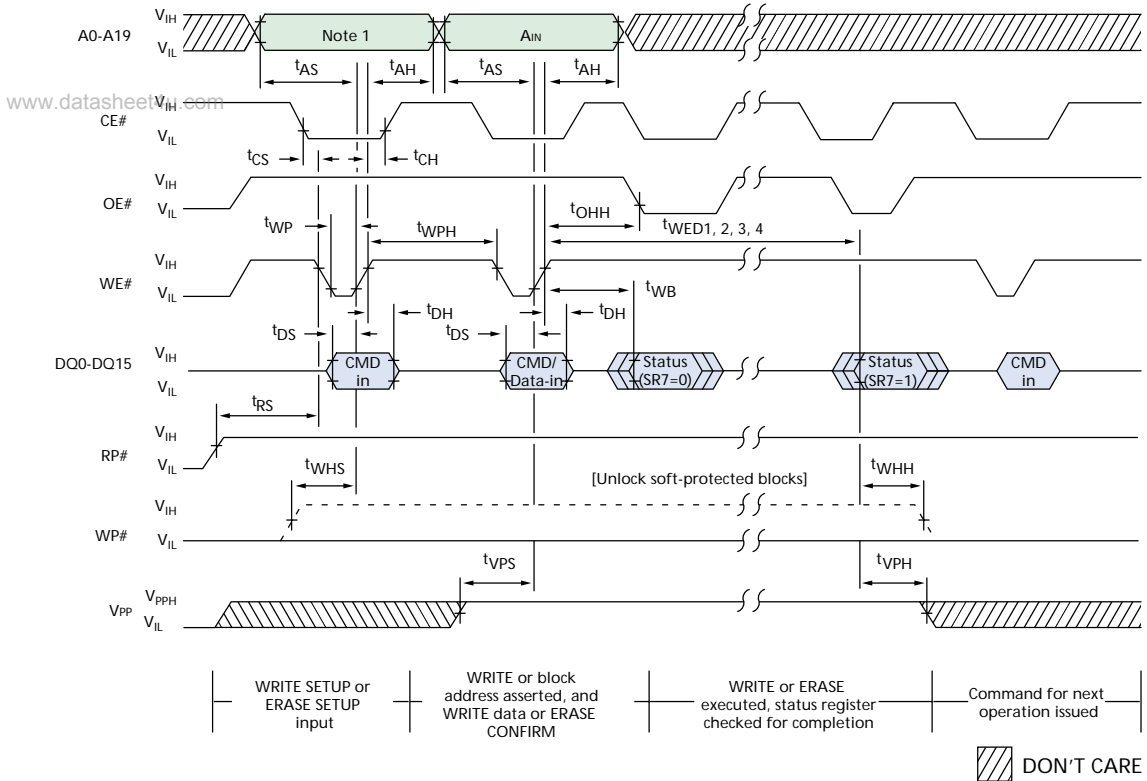 A0-A19
VIH
VIL
Note 1
AIN
tAS
tAH
tAS
tAH
www.datasheet4u.com
CE#
VIH
VIL
tCS
tCH
OE#
VIH
VIL
tWP
tWPH
tOHH
tWED1, 2, 3, 4
WE#
VIH
VIL
tWB
tDS
tDH
tDS
tDH
DQ0-DQ15
VIH
VIL
CMD
in
CMD/
Data-in
Status
(SR7=0)
Status
(SR7=1)
CMD
in
tRS
RP#
VIH
VIL
tWHS
[Unlock soft-protected blocks]
tWHH
WP#
VIH
VIL
tVPS
tVPH
VPP
VPPH
VIL
WRITE SETUP or
ERASE SETUP
input
WRITE or block
address asserted, and
WRITE data or ERASE
CONFIRM
WRITE or ERASE
executed, status register
checked for completion
Command for next
operation issued
DON'T CARE